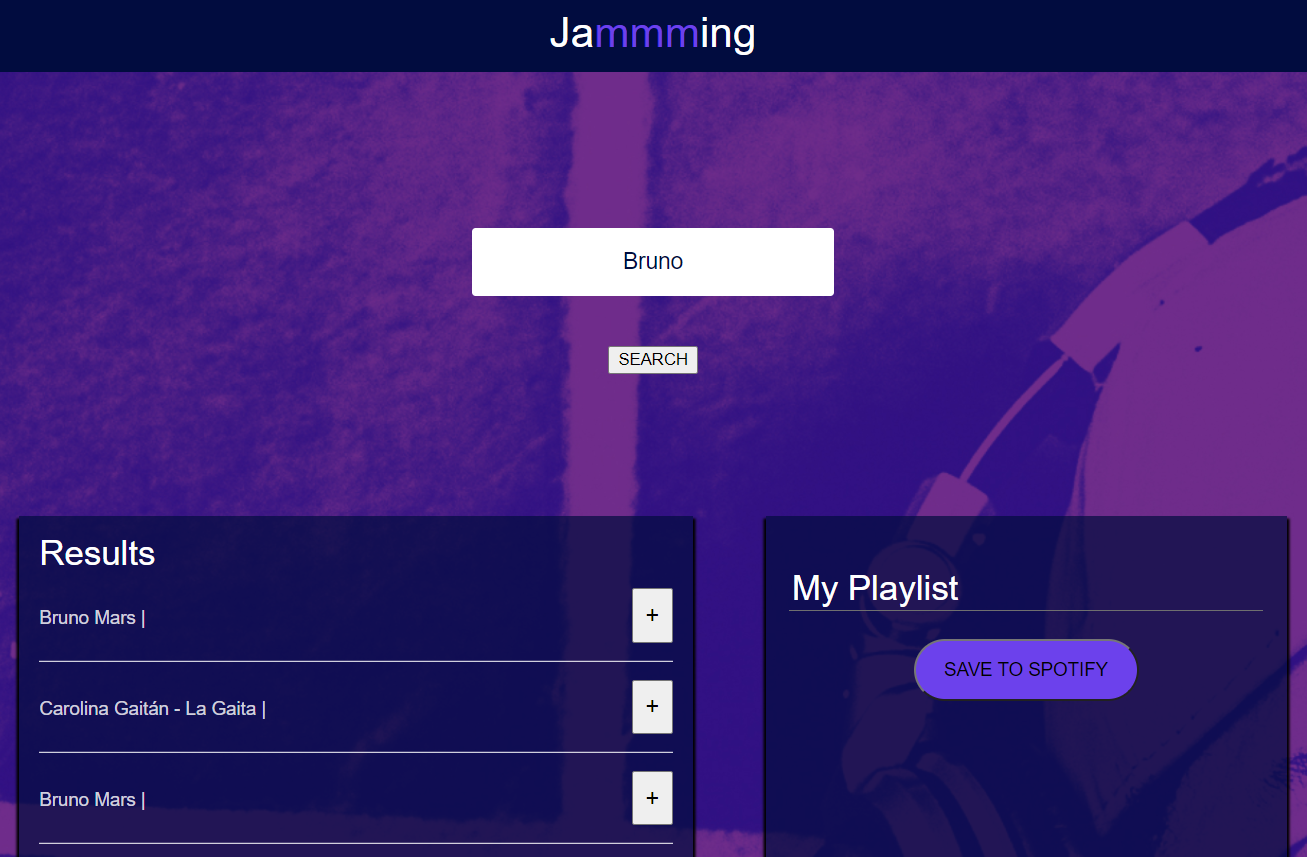 Jammming
Bruno
SEARCH
Results
Bruno Mars |
+
Carolina Gaitán - La Gaita |
+
Bruno Mars |
+
My Playlist
SAVE TO SPOTIFY